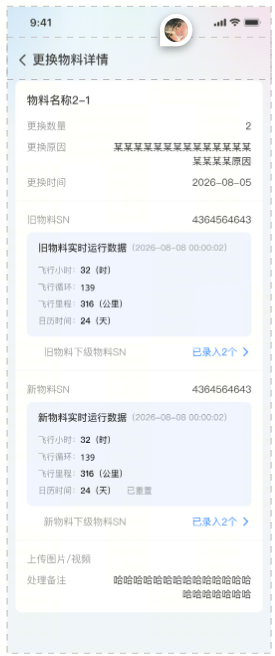 9:41
更换物料详情
物料名称2-1
更换数量 2
更换原因 某某某某某某某某某某某某某某
某某某某原因
更换时间 2026-08-05
旧物料SN 4364564643
旧物料实时运行数据 (2026-08-08 00:00:02)
飞行小时: 32 (时)
飞行循环: 139
飞行里程: 316 (公里)
日历时间: 24 (天)
旧物料下级物料SN 已录入2个
新物料SN 4364564643
新物料实时运行数据 (2026-08-08 00:00:02)
飞行小时: 32 (时)
飞行循环: 139
飞行里程: 316 (公里)
日历时间: 24 (天) 已重置
新物料下级物料SN 已录入2个
上传图片/视频
处理备注 哈哈哈哈哈哈哈哈哈哈哈哈哈哈
哈哈哈哈哈哈哈